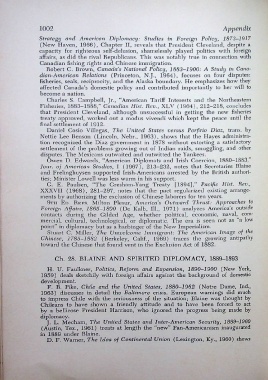 1002 Appendix
Strategy and American Diplomacy: Studies in Foreign Policy, 1873-1917
(New Haven, 1966), Chapter II, reveals that President Cleveland, despite a
capacity for righteous self-delusion, shamelessly played politics with foreign
affairs, as did the rival Republicans. This was notably true in connection with
Canadian fishing rights and Chinese immigration.
Robert C. Brown, Canada's National Policy, 1883–1900: A Study in Cana-
dian-American Relations (Princeton, N.J., 1964), focuses on four disputes:
fisheries, seals, reciprocity, and the Alaska boundary. He emphasizes how they
affected Canada's domestic policy and contributed importantly to her will to
become a nation.
Charles S. Campbell, Jr., "American Tariff Interests and the Northeastern
Fisheries, 1883–1888," Canadian Hist. Rev., XLV (1964), 212–228, concludes
that President Cleveland, although unsuccessful in getting the new fisheries
treaty approved, worked out a modus vivendi which kept the peace until the
final settlement of 1912.
Daniel Cosío Villegas, The United States versus Porfirio Díaz, trans. by
Nettie Lee Benson (Lincoln, Nebr., 1963), shows that the Hayes administra-
tion recognized the Díaz government in 1878 without extorting a satisfactory
settlement of the problems growing out of Indian raids, smuggling, and other
disputes. The Mexicans outwaited and outwitted the Yankees.
Owen D. Edwards, "American Diplomats and Irish Coercion, 1880–1883,"
Jour. of American Studies, I (1967), 213–232, notes that Secretaries Blaine
and Frelinghuysen supported Irish-Americans arrested by the British authori-
ties; Minister Lowell was less warm in his support.
G. E. Paulsen, "The Gresham-Yang Treaty [1894]," Pacific Hist. Rev.,
XXXVII (1968), 281–297, notes that the pact regularized existing arrange-
ments by authorizing the exclusion of Chinese laborers for ten years.
Milton Plesur, America's Outward Thrust: Approaches to
Foreign Affairs, 1865–1890 (De Kalb, Ill., 1971) analyzes America's outside
contacts during the Gilded Age, whether political, economic, naval, com-
mercial, cultural, technological, or diplomatic. The era is seen not as "a low
point" in diplomacy but as a harbinger of the New Imperialism.
Stuart C. Miller, The Unwelcome Immigrant: The American Image of the
Chinese, 1785–1882 (Berkeley, Calif., 1969) traces the growing antipathy
toward the Chinese that found vent in the Exclusion Act of 1882.
Ch. 28. BLAINE AND SPIRITED DIPLOMACY, 1889–1893
H. U. Faulkner, Politics, Reform and Expansion, 1890–1900 (New York,
1959) deals sketchily with foreign affairs against the background of domestic
developments.
F. B. Pike, Chile and the United States, 1880–1962 (Notre Dame, Ind.,
1963) discusses in detail the Baltimore crisis. European warnings did much
to impress Chile with the seriousness of the situation. Blaine was thought by
Chileans to have shown a friendly attitude and to have been forced to act
by a bellicose President Harrison, who ignored the progress being made by
diplomacy.
J. L. Mecham, The United States and Inter-American Security, 1889–1960
(Austin, Tex., 1961) treats at length the "new" Pan-Americanism inaugurated
in 1889 under Blaine.
D. F. Warner, The Idea of Continental Union (Lexington, Ky., 1960) shows